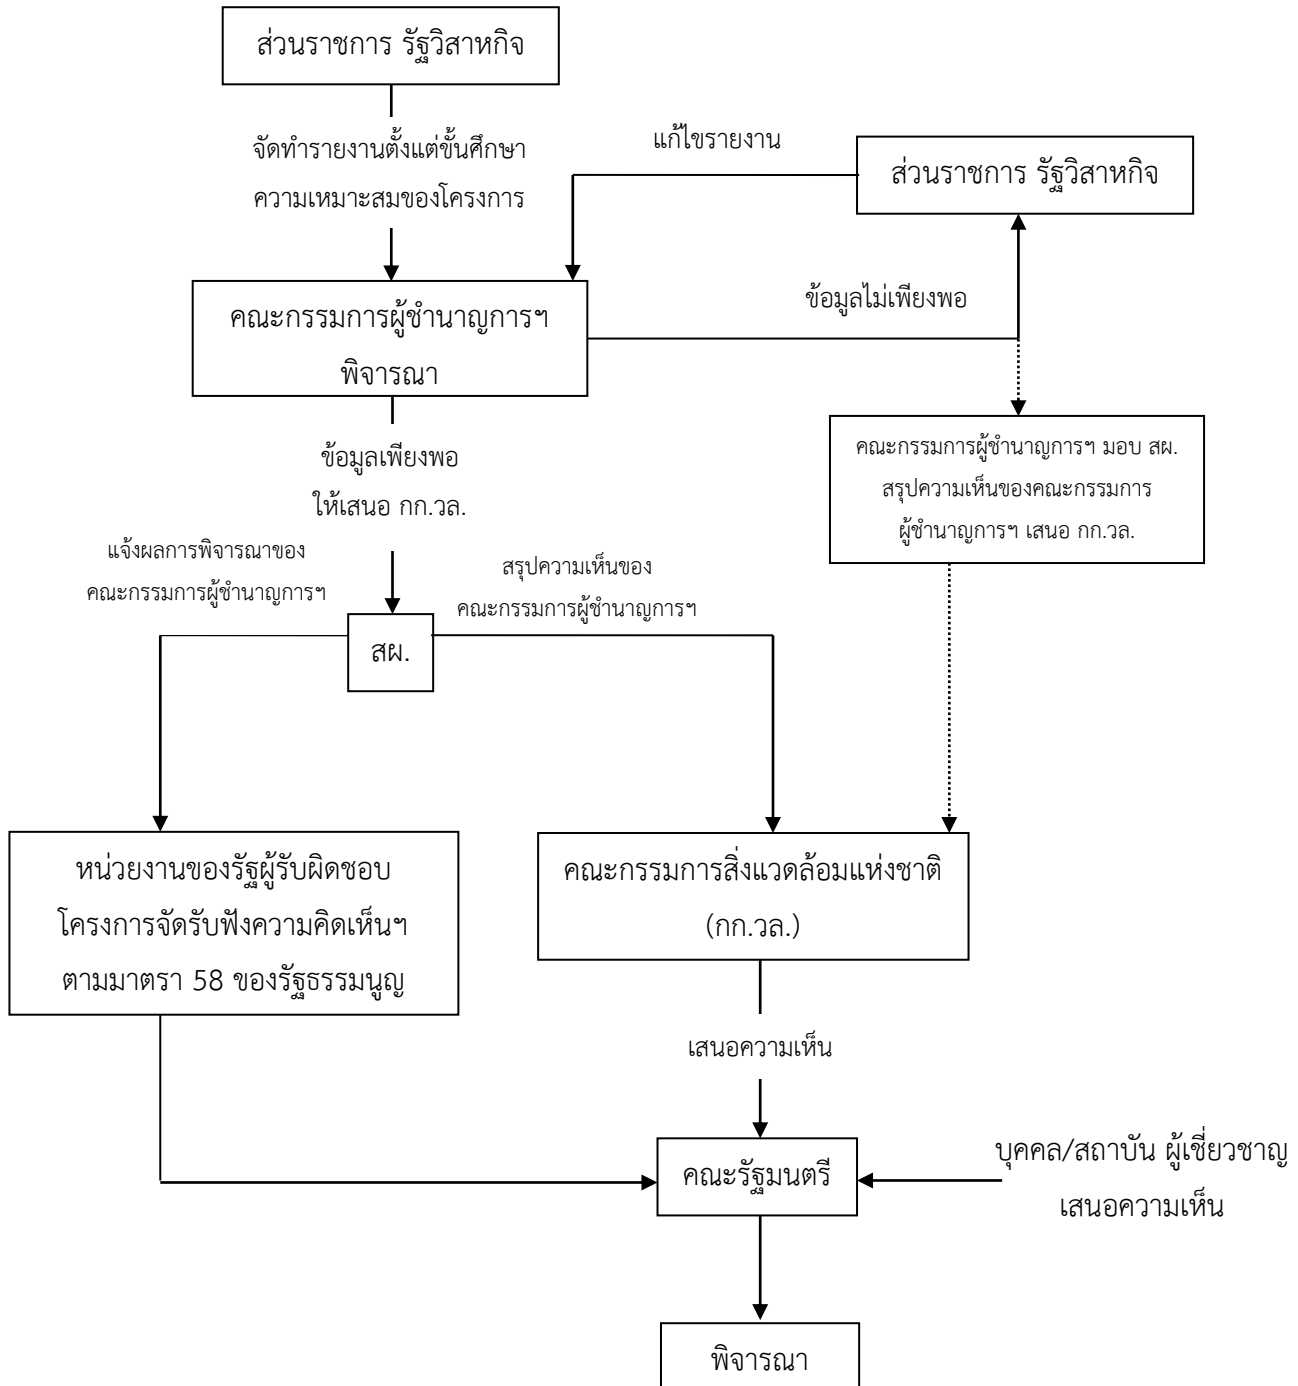 ส่วนราชการ รัฐวิสาหกิจ
จัดทำรายงานตั้งแต่ขั้นศึกษา
ความเหมาะสมของโครงการ
แก้ไขรายงาน
ส่วนราชการ รัฐวิสาหกิจ
คณะกรรมการผู้ชำนาญการฯ
พิจารณา
ข้อมูลไม่เพียงพอ
คณะกรรมการผู้ชำนาญการฯ มอบ สผ.
สรุปความเห็นของคณะกรรมการ
ผู้ชำนาญการฯ เสนอ กก.วล.
ข้อมูลเพียงพอ
ให้เสนอ กก.วล.
แจ้งผลการพิจารณาของ
คณะกรรมการผู้ชำนาญการฯ
สรุปความเห็นของ
คณะกรรมการผู้ชำนาญการฯ
สผ.
หน่วยงานของรัฐผู้รับผิดชอบ
โครงการจัดรับฟังความคิดเห็นฯ
ตามมาตรา 58 ของรัฐธรรมนูญ
คณะกรรมการสิ่งแวดล้อมแห่งชาติ
(กก.วล.)
เสนอความเห็น
คณะรัฐมนตรี
บุคคล/สถาบัน ผู้เชี่ยวชาญ
เสนอความเห็น
พิจารณา